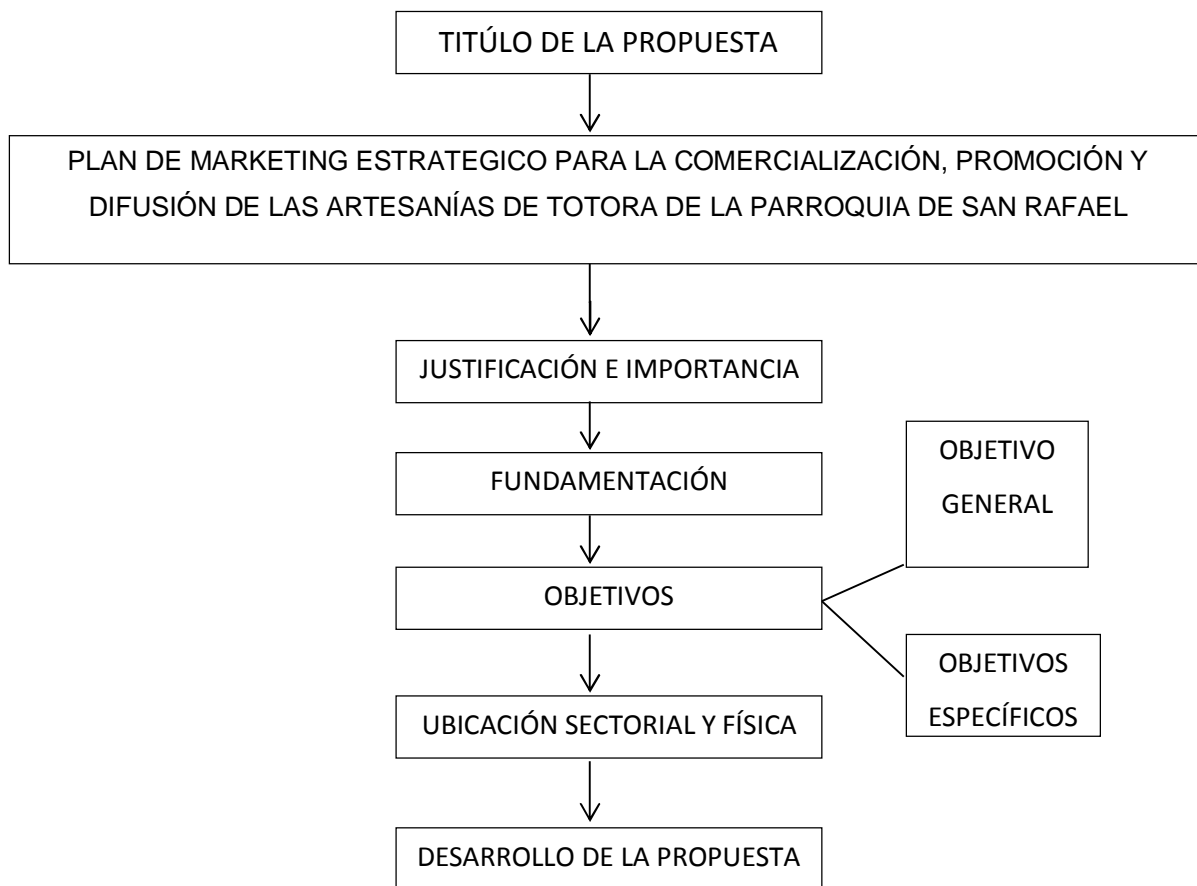 TITÚLO DE LA PROPUESTA
PLAN DE MARKETING ESTRATEGICO PARA LA COMERCIALIZACIÓN, PROMOCIÓN Y
DIFUSIÓN DE LAS ARTESANÍAS DE TOTORA DE LA PARROQUIA DE SAN RAFAEL
JUSTIFICACIÓN E IMPORTANCIA
FUNDAMENTACIÓN
OBJETIVOS
OBJETIVO
GENERAL
OBJETIVOS
ESPECÍFICOS
UBICACIÓN SECTORIAL Y FÍSICA
DESARROLLO DE LA PROPUESTA